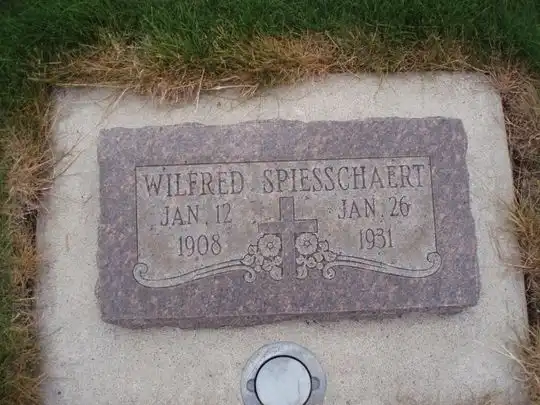 WILFRED SPIESSCHAERT
JAN. 12 JAN. 26
1908 1931